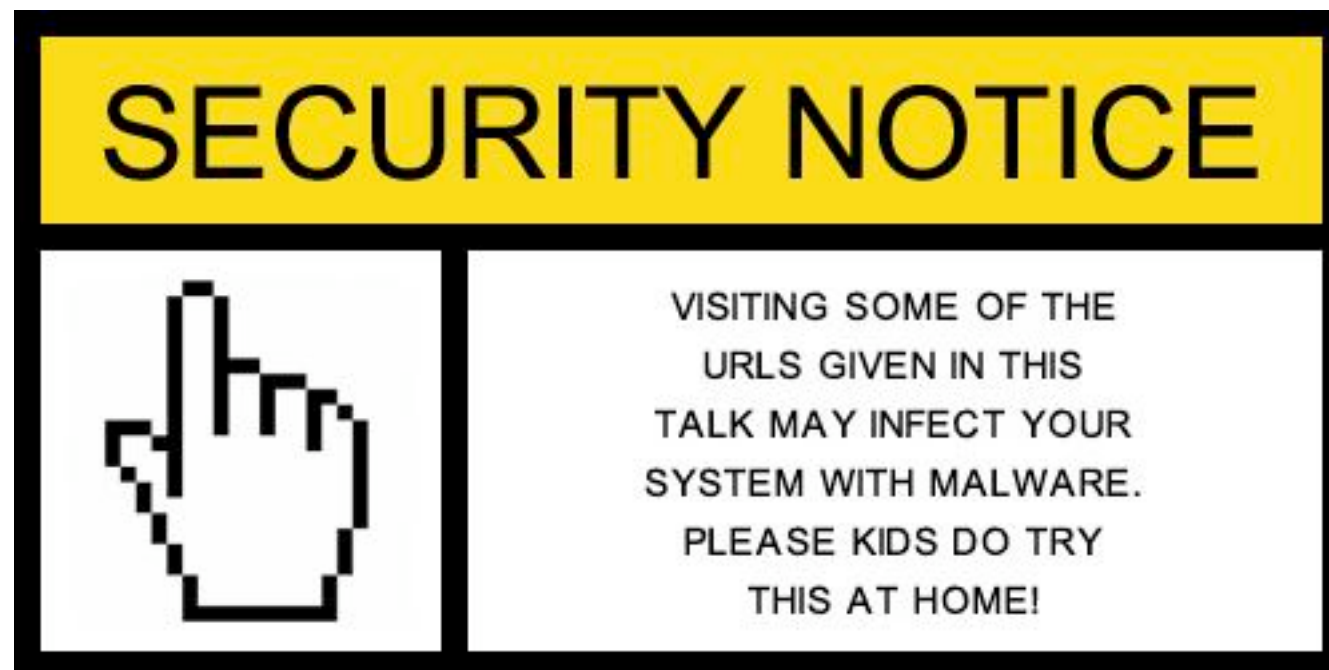 SECURITY NOTICE
VISITING SOME OF THE
URLS GIVEN IN THIS
TALK MAY INFECT YOUR
SYSTEM WITH MALWARE.
PLEASE KIDS DO TRY
THIS AT HOME!